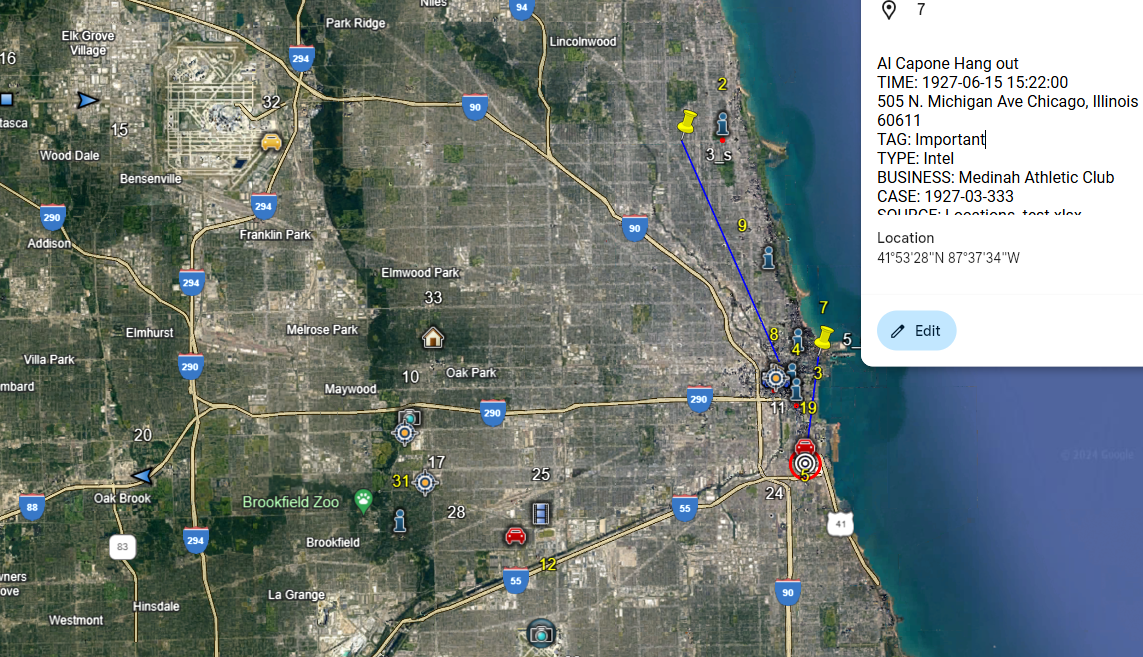 7
Al Capone Hang out
TIME: 1927-06-15 15:22:00
505 N. Michigan Ave Chicago, Illinois
60611
TAG: Important
TYPE: Intel
BUSINESS: Medinah Athletic Club
CASE: 1927-03-333
SOURCE: Locations_test.xlsx
Location
41°53'28"N 87°37'34"W
Edit
Niles
94
Park Ridge
Elk Grove
Village
Lincolnwood
294
16
2
32
90
tasca
15
3_s
Wood Dale
Bensenville
294
290
9
90
Addison
Franklin Park
Elmwood Park
294
33
7
Elmhurst
Melrose Park
8
5_
4
Villa Park
290
Oak Park
3
mbard
10
Maywood
290
290
11
19
20
© 2024 Google
17
25
31
5
Oak Brook
24
Brookfield Zoo
88
28
55
41
294
Brookfield
83
12
55
wners
ove
La Grange
90
Hinsdale
Westmont